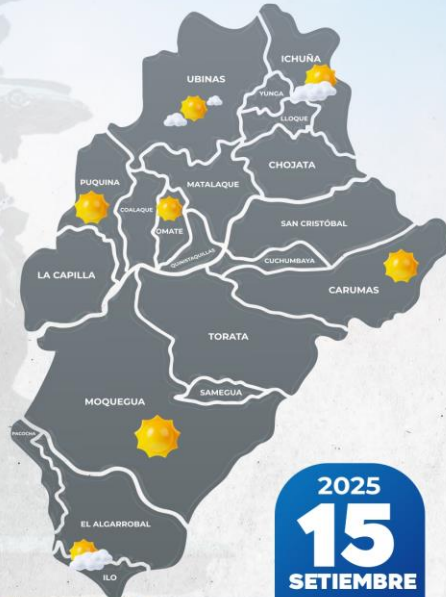 UBINAS
ICHUÑA
YUNGA
LLOQUE
CHOJATA
PUQUINA
COALAQUE
MATALAQUE
OMATE
QUINISTAQUILLAS
SAN CRISTÓBAL
CUCHUMBAYA
LA CAPILLA
CARUMAS
TORATA
SAMEGUA
MOQUEGUA
PACOCHA
EL ALGARROBAL
ILO
2025
15
SETIEMBRE